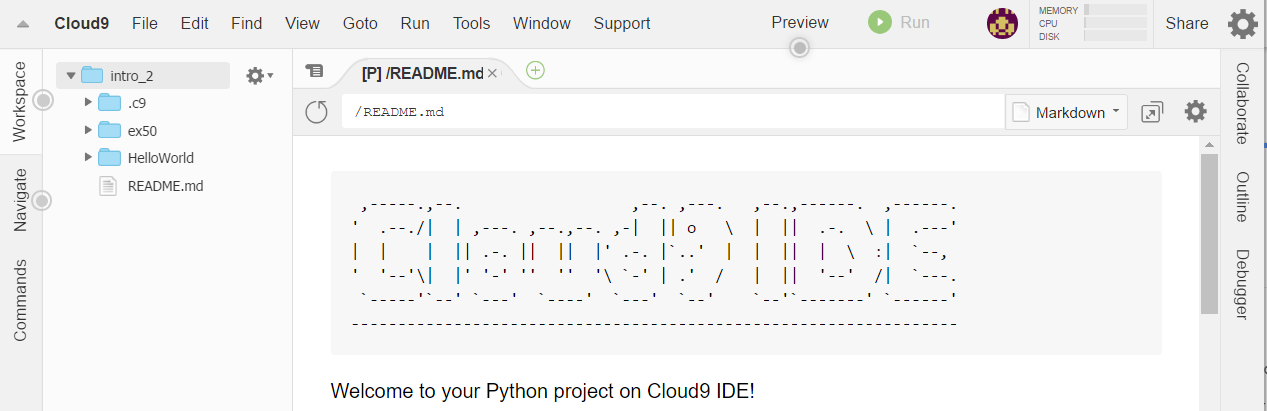 Cloud9 File Edit Find View Goto Run Tools Window Support Preview Run MEMORY CPU DISK Share
Workspace
Navigate
Commands
intro_2
.c9
ex50
HelloWorld
README.md
[P] /README.md
/README.md Markdown
 ,-----.,--.                  ,--. ,---.   ,--.,------.  ,------.
'  .--./|  | ,---. ,--.,--. ,-|  || o   \  |  ||  .-.  \ |  .---'
|  |    |  || .-. ||  ||  |' .-. |`..'  |  |  ||  |  \  :|  `--, 
'  '--'\|  |' '-' ''  ''  '\ `-' | .'  /   |  ||  '--'  /|  `---.
 `-----'`--' `---'  `----'  `---'  `--'    `--'`-------' `------'
-----------------------------------------------------------------
Welcome to your Python project on Cloud9 IDE!
Collaborate
Outline
Debugger